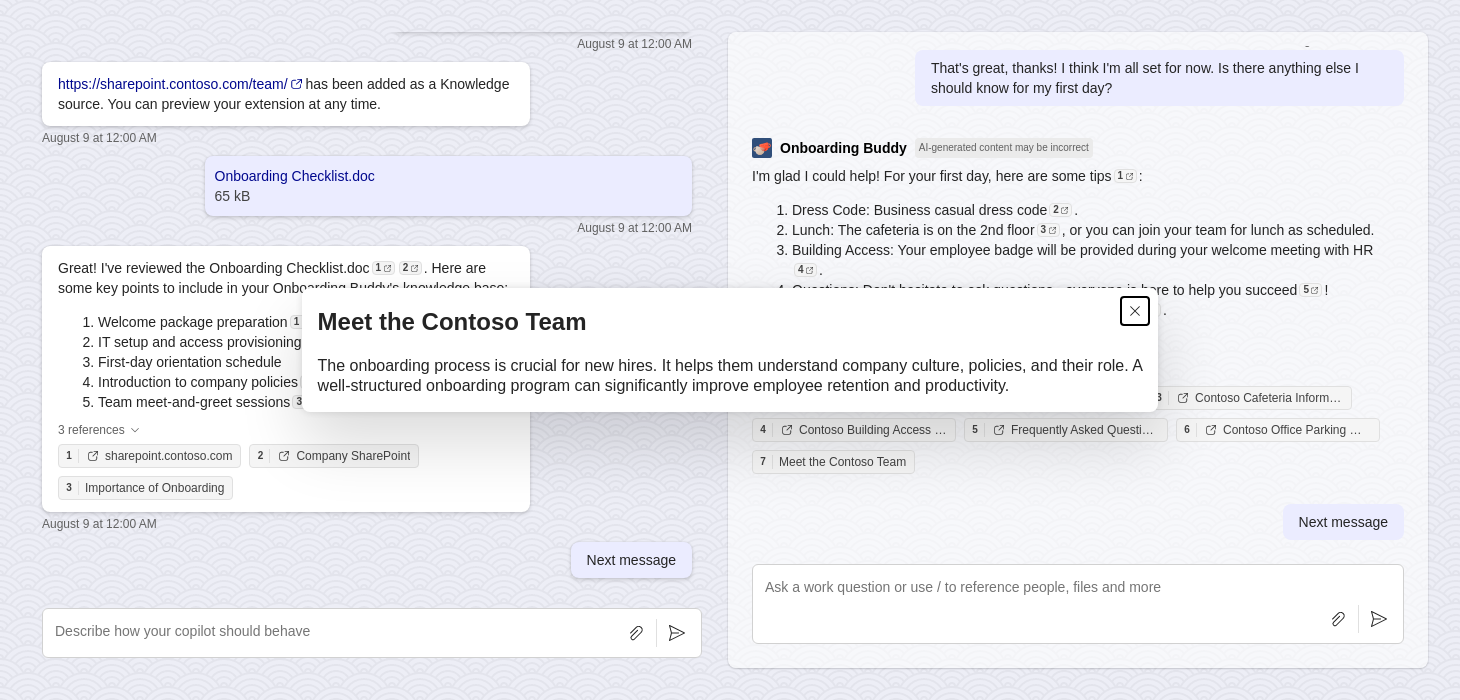 August 9 at 12:00 AM
https://sharepoint.contoso.com/team/ has been added as a Knowledge
source. You can preview your extension at any time.
August 9 at 12:00 AM
Onboarding Checklist.doc
65 kB
August 9 at 12:00 AM
Great! I've reviewed the Onboarding Checklist.doc 1 2 . Here are
some key points to include in your Onboarding Buddy's knowledge base:
1. Welcome package preparation 1
2. IT setup and access provisioning
3. First-day orientation schedule
4. Introduction to company policies
5. Team meet-and-greet sessions 3
3 references
1 sharepoint.contoso.com
2 Company SharePoint
3 Importance of Onboarding
August 9 at 12:00 AM
Next message
Describe how your copilot should behave
Meet the Contoso Team
The onboarding process is crucial for new hires. It helps them understand company culture, policies, and their role. A
well-structured onboarding program can significantly improve employee retention and productivity.
That's great, thanks! I think I'm all set for now. Is there anything else I
should know for my first day?
Onboarding Buddy AI-generated content may be incorrect
I'm glad I could help! For your first day, here are some tips 1 :
1. Dress Code: Business casual dress code 2 .
2. Lunch: The cafeteria is on the 2nd floor 3 , or you can join your team for lunch as scheduled.
3. Building Access: Your employee badge will be provided during your welcome meeting with HR
4 .
4. Questions: Don't hesitate to ask questions—everyone is here to help you succeed 5 !
.
3 Contoso Cafeteria Inform…
4 Contoso Building Access …
5 Frequently Asked Questi…
6 Contoso Office Parking …
7 Meet the Contoso Team
Next message
Ask a work question or use / to reference people, files and more